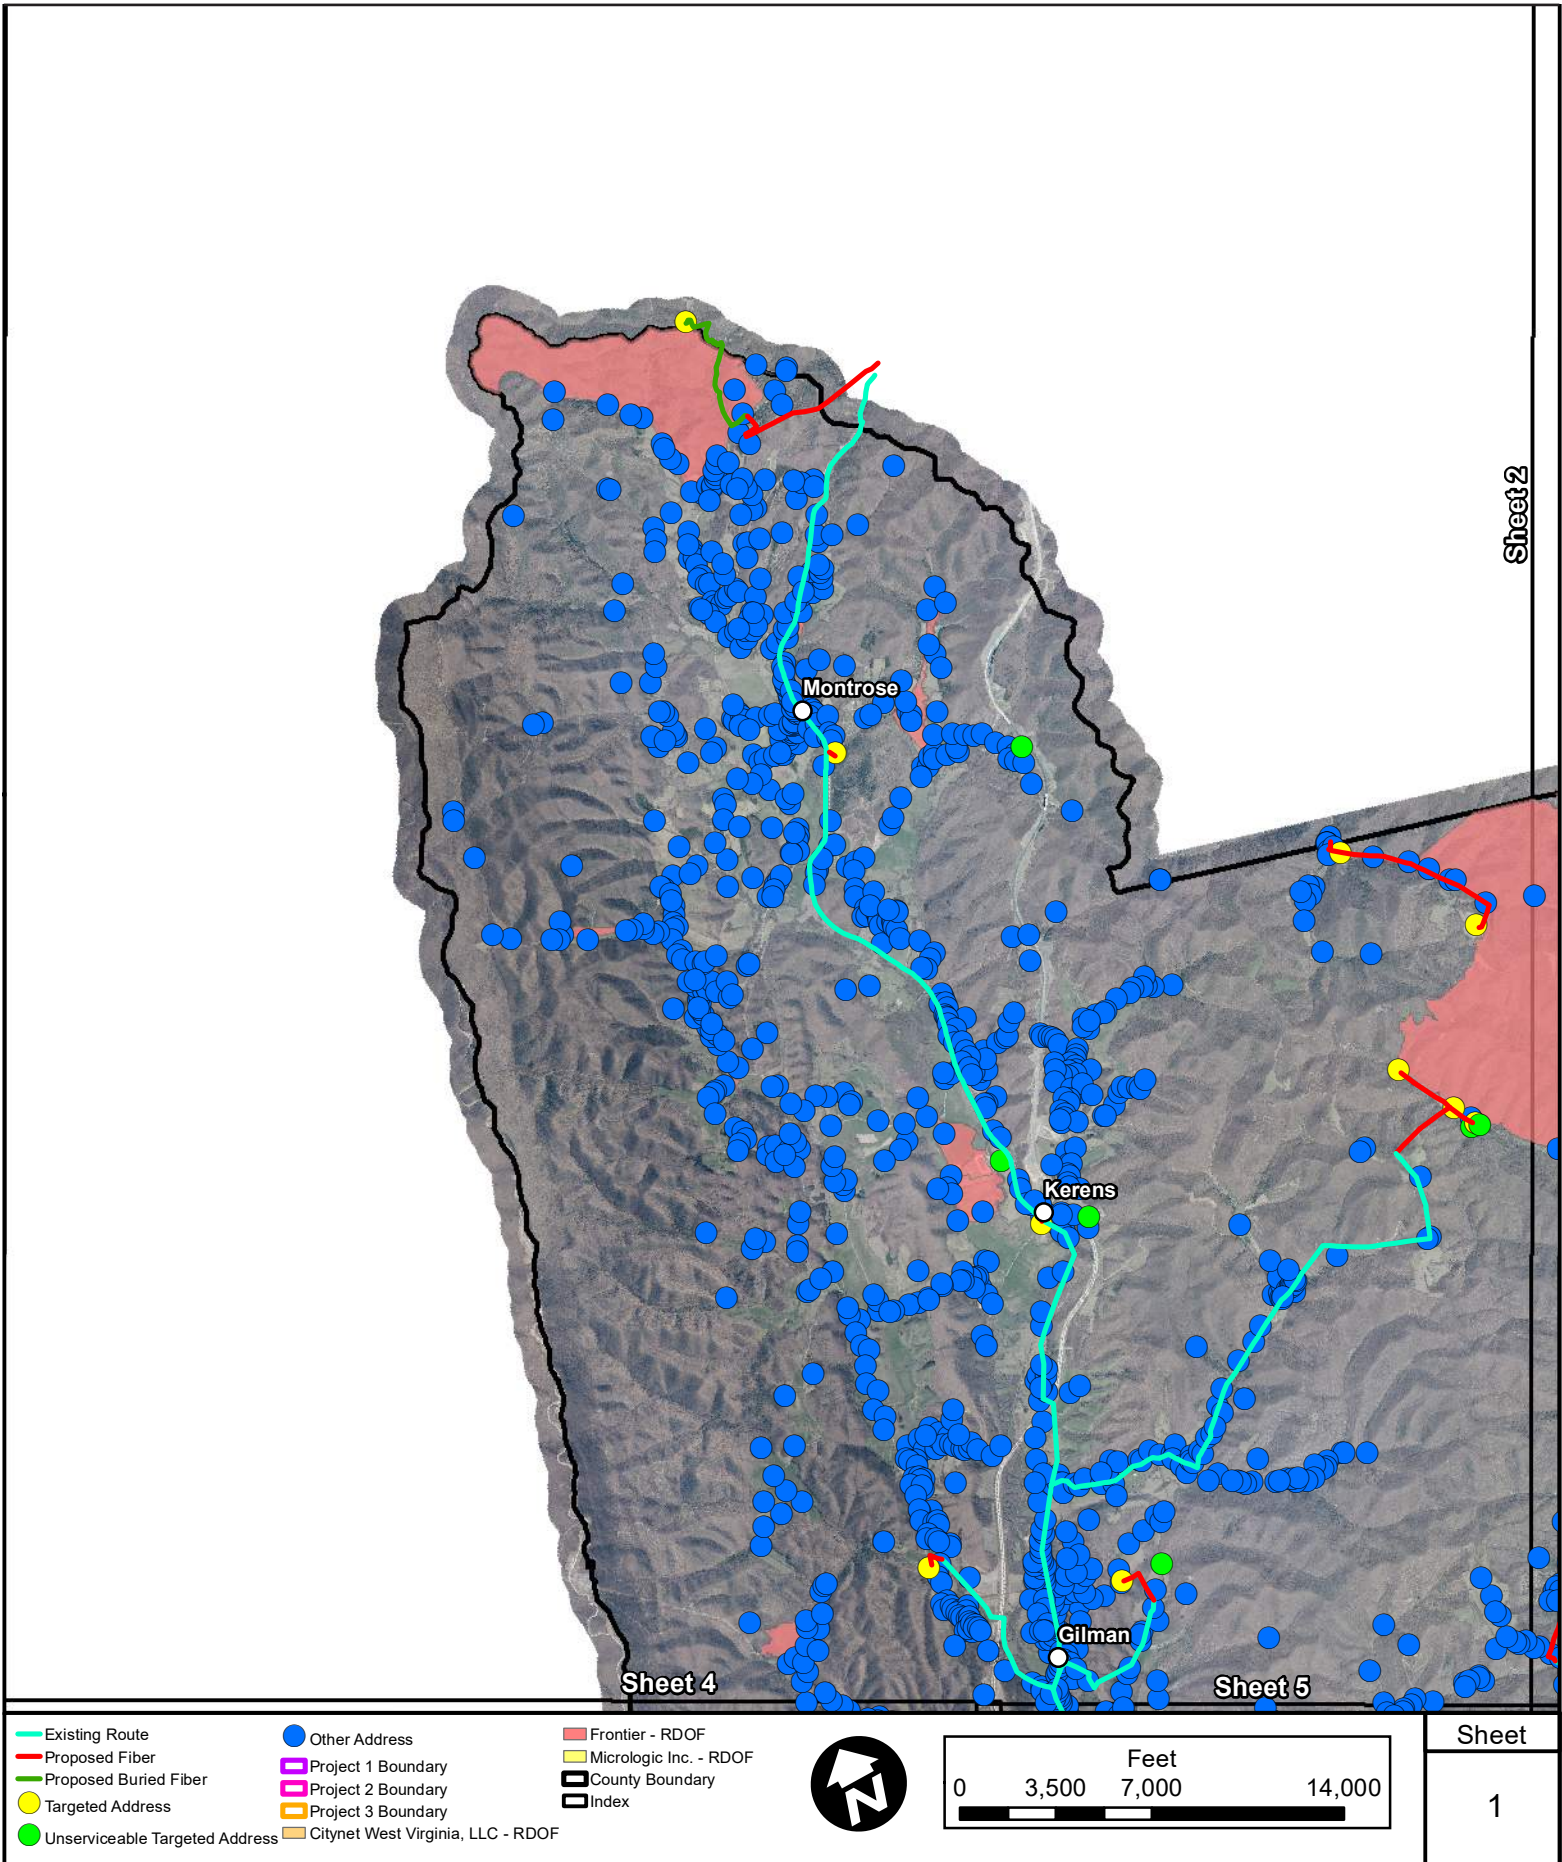 Sheet 2
Montrose
Kerens
Gilman
Sheet 4
Sheet 5
Existing Route
Proposed Fiber
Proposed Buried Fiber
Targeted Address
Unserviceable Targeted Address
Other Address
Project 1 Boundary
Project 2 Boundary
Project 3 Boundary
Citynet West Virginia, LLC - RDOF
Frontier - RDOF
Micrologic Inc. - RDOF
County Boundary
Index
N
Feet
0 3,500 7,000 14,000
Sheet
1